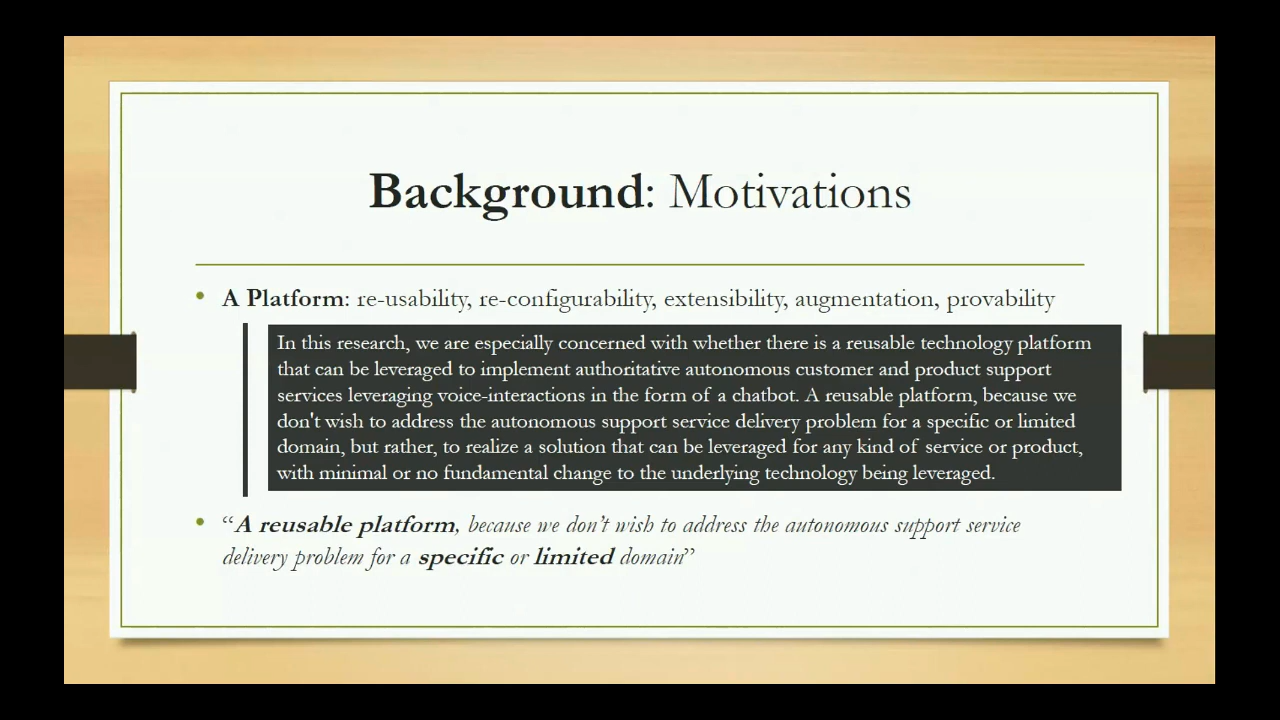 Background: Motivations
A Platform: re-usability, re-configurability, extensibility, augmentation, provability
In this research, we are especially concerned with whether there is a reusable technology platform
that can be leveraged to implement authoritative autonomous customer and product support
services leveraging voice-interactions in the form of a chatbot. A reusable platform, because we
don't wish to address the autonomous support service delivery problem for a specific or limited
domain, but rather, to realize a solution that can be leveraged for any kind of service or product,
with minimal or no fundamental change to the underlying technology being leveraged.
“A reusable platform, because we don’t wish to address the autonomous support service
delivery problem for a specific or limited domain”